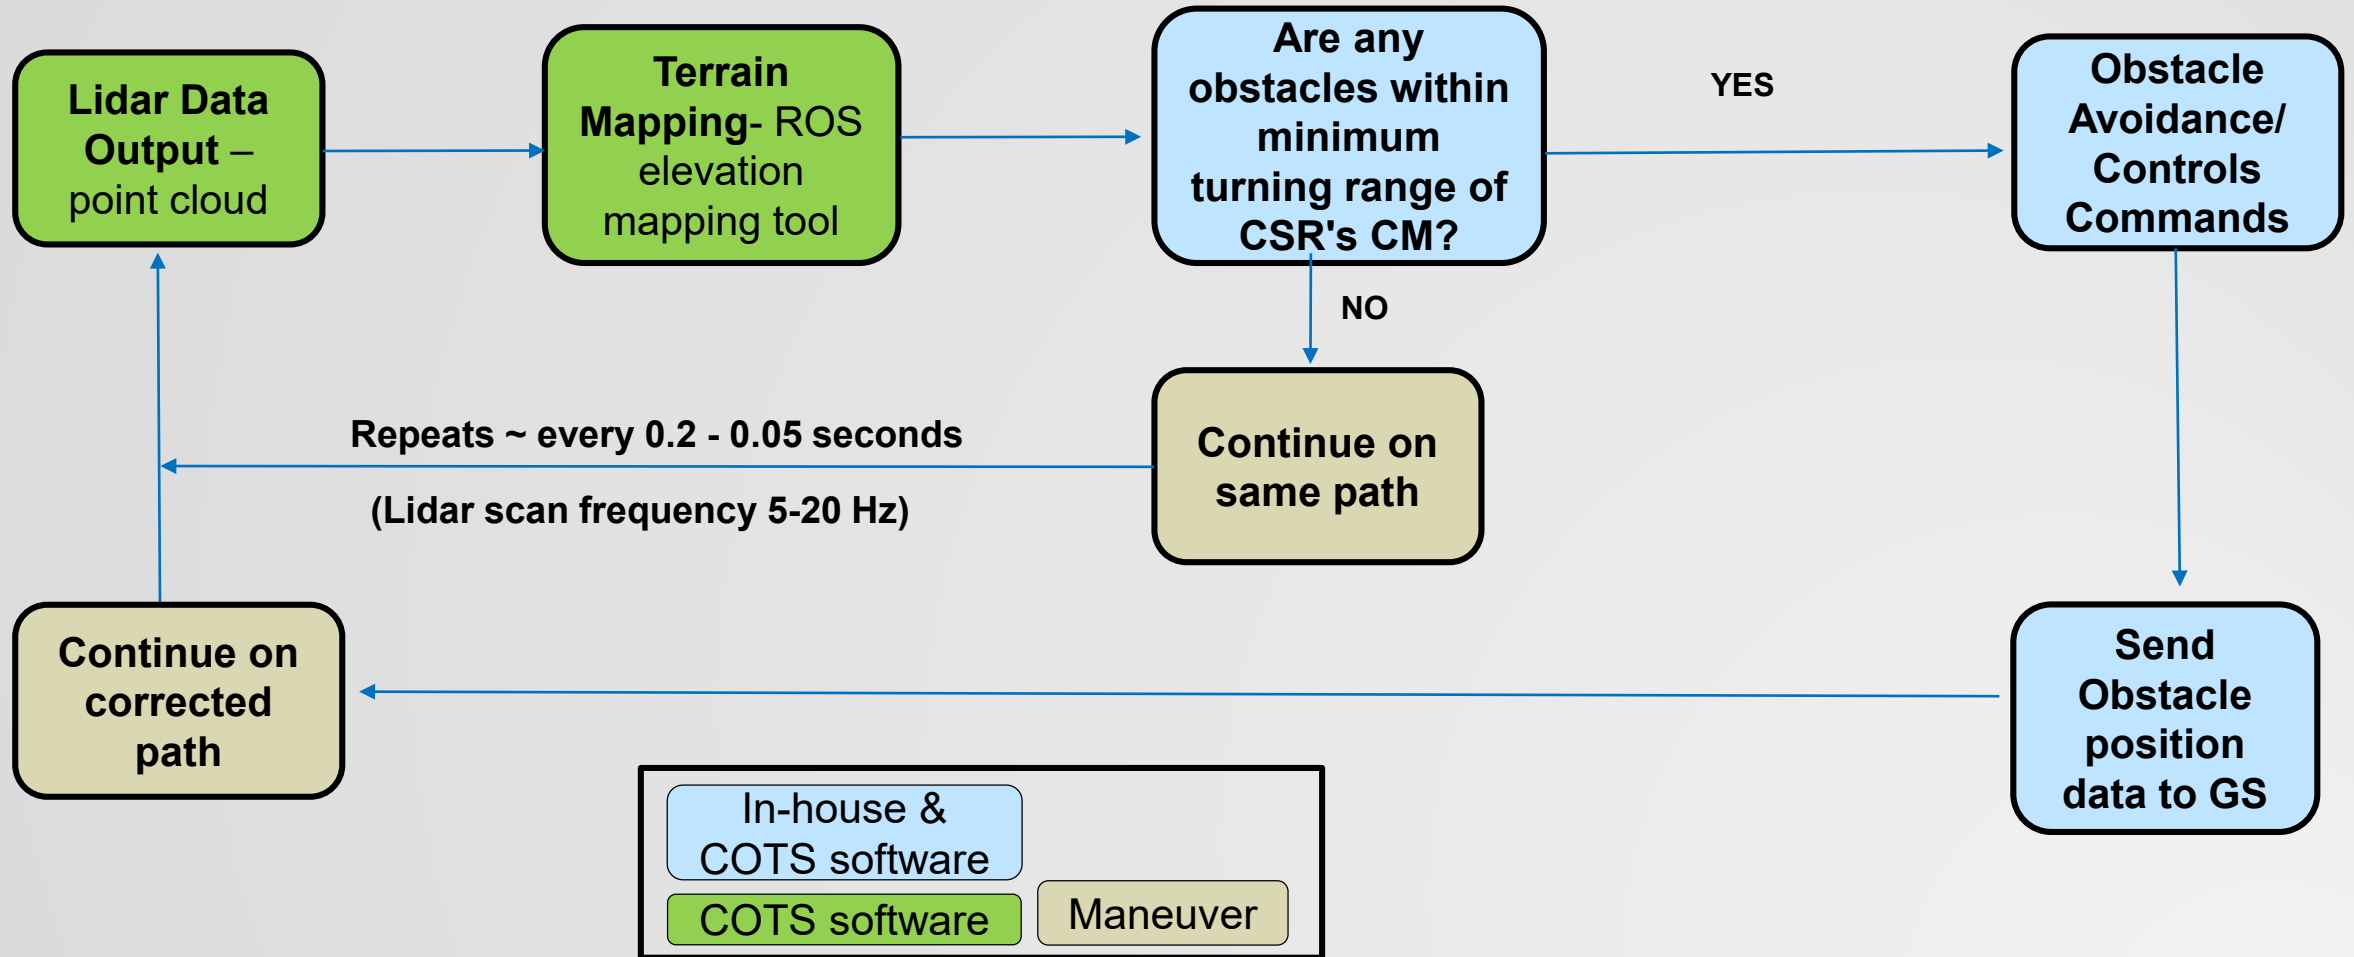 Lidar Data
Output –
point cloud
Terrain
Mapping- ROS
elevation
mapping tool
Are any
obstacles within
minimum
turning range of
CSR's CM?
YES
Obstacle
Avoidance/
Controls
Commands
NO
Repeats ~ every 0.2 - 0.05 seconds
(Lidar scan frequency 5-20 Hz)
Continue on
same path
Continue on
corrected
path
Send
Obstacle
position
data to GS
In-house &
COTS software
COTS software
Maneuver